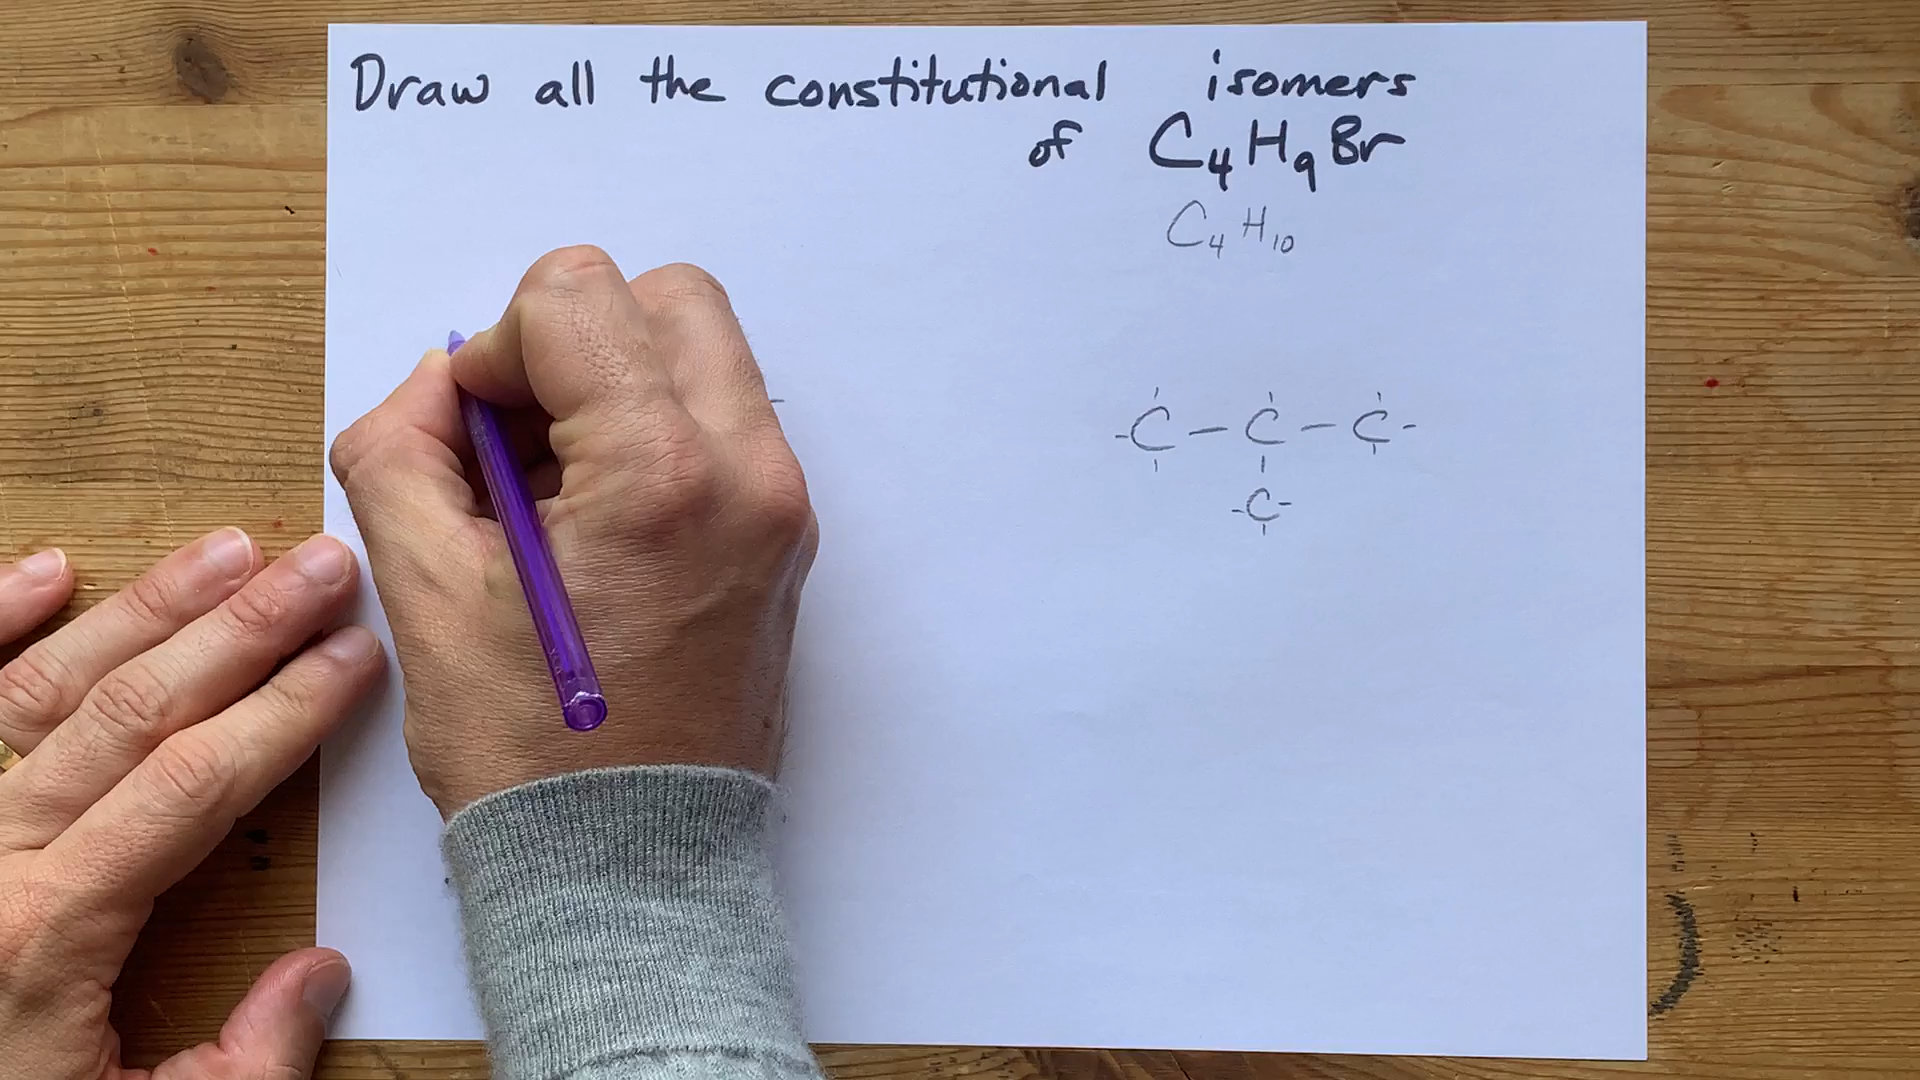 Draw all the constitutional isomers
of C₄H₉Br
C₄H₁₀
-C-C-C-
-C-